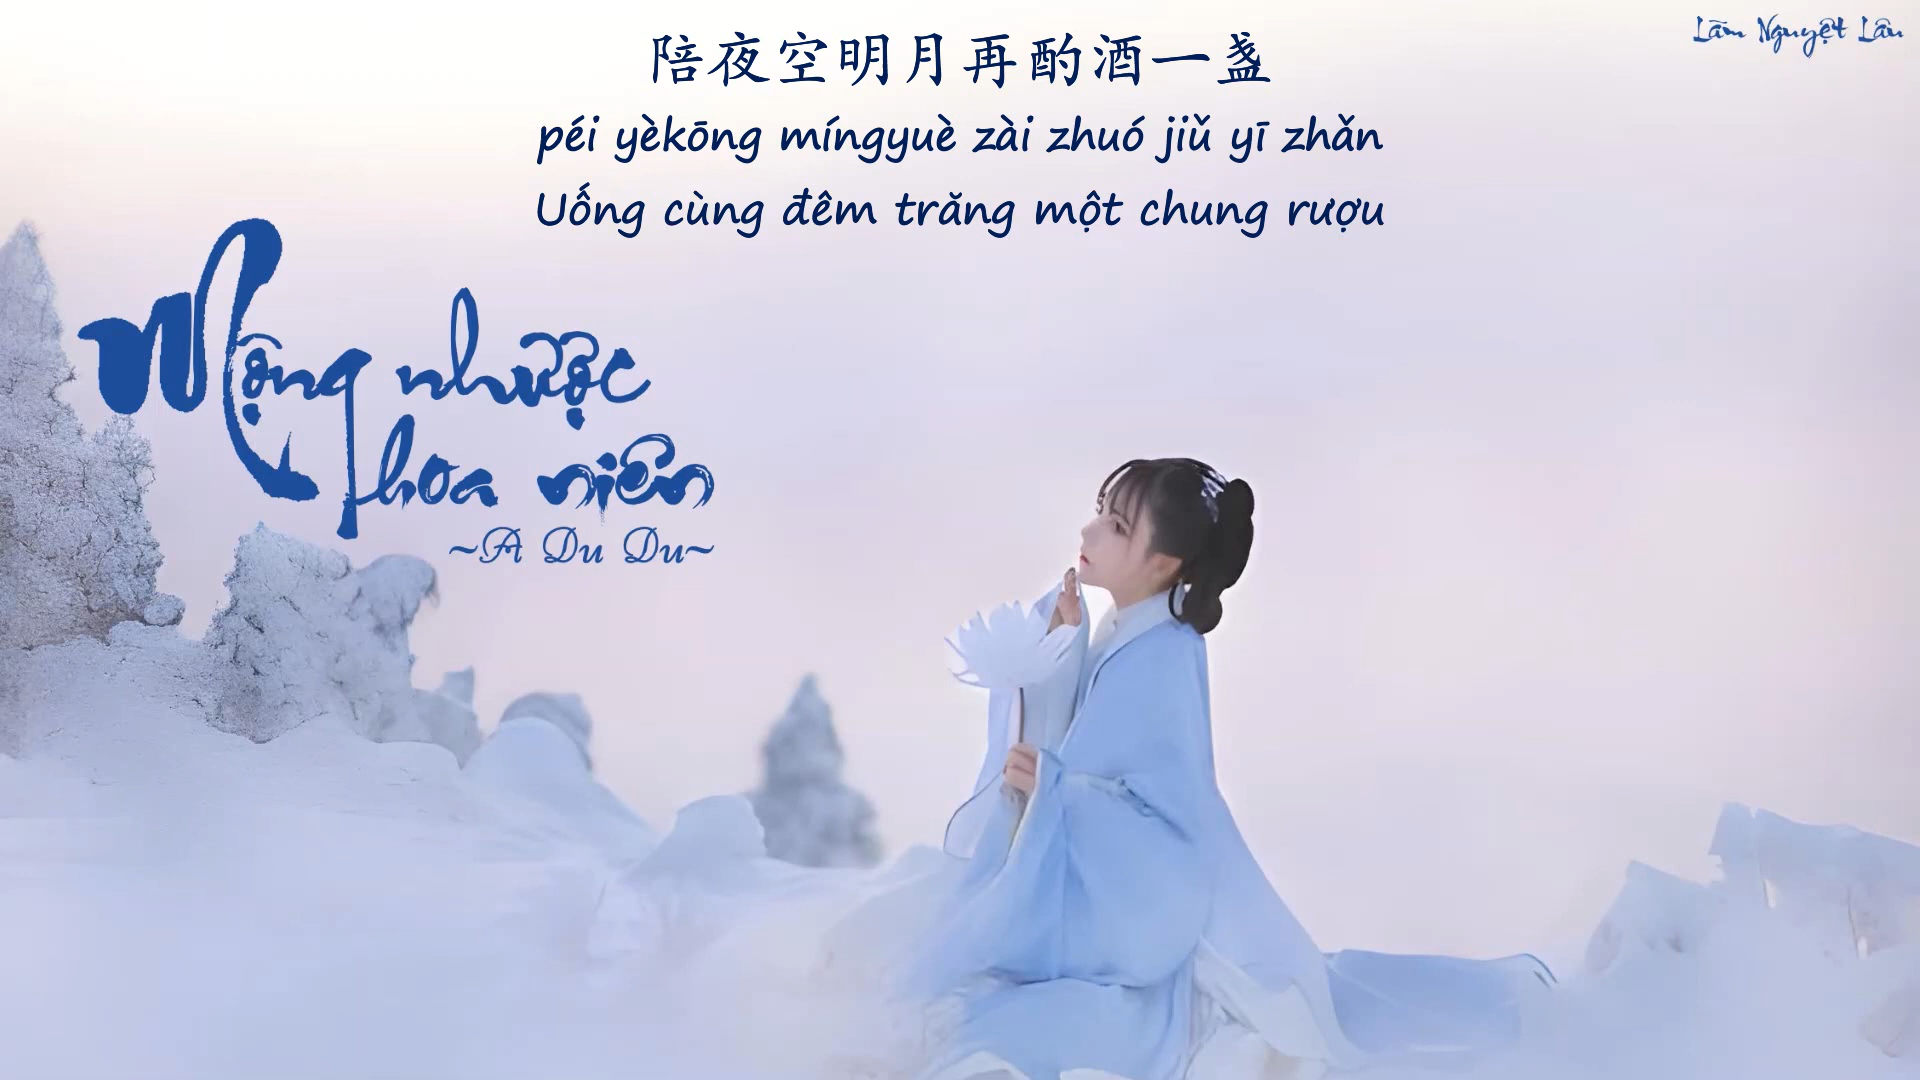 Lãm Nguyệt Lâu
陪夜空明月再酌酒一盏
péi yèkōng míngyuè zài zhuó jiǔ yī zhǎn
Uống cùng đêm trăng một chung rượu
Mộng nhược
hoa niên
~A Du Du~